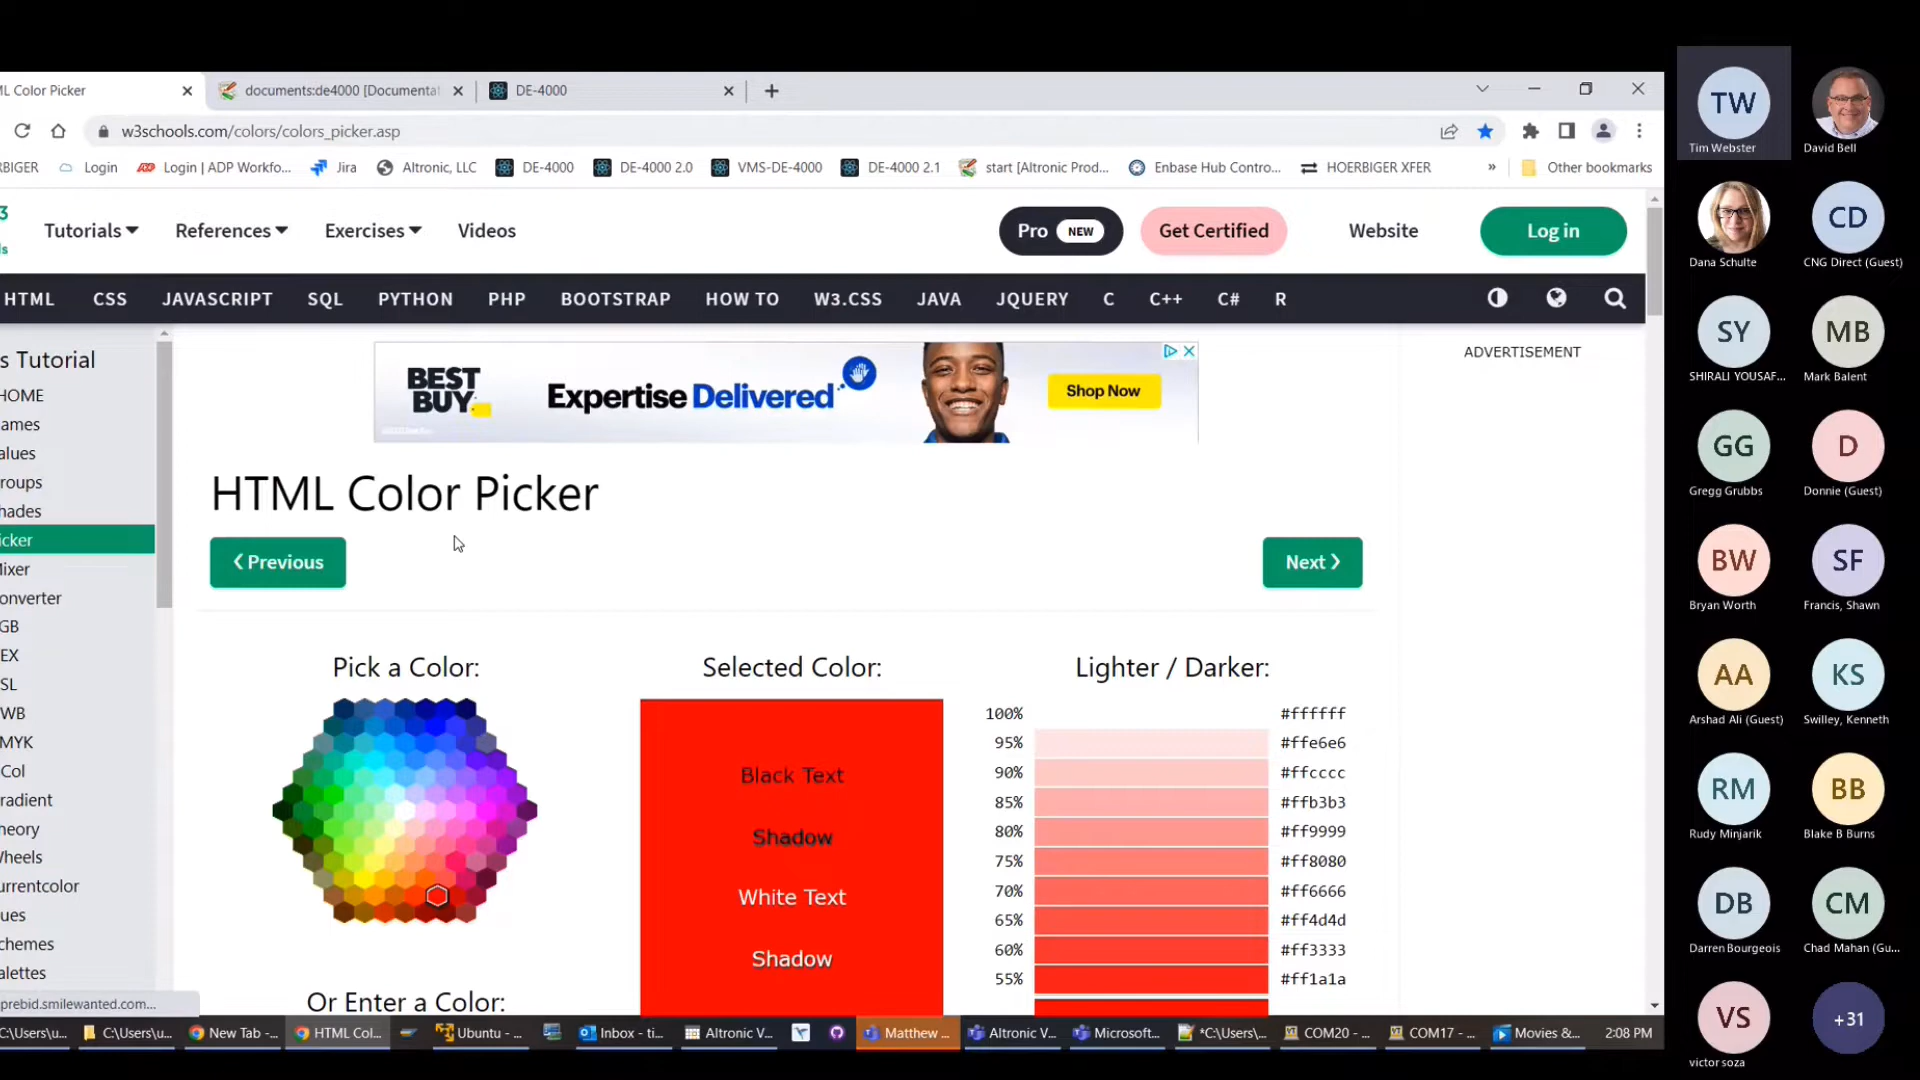 L Color Picker
documents:de4000 [Documentat
DE-4000
w3schools.com/colors/colors_picker.asp
RBIGER
Login
Login | ADP Workfo...
Jira
Altronic, LLC
DE-4000
DE-4000 2.0
VMS-DE-4000
DE-4000 2.1
start [Altronic Prod...
Enbase Hub Contro...
HOERBIGER XFER
»
Other bookmarks
3
ls
Tutorials
References
Exercises
Videos
Pro NEW
Get Certified
Website
Log in
HTML
CSS
JAVASCRIPT
SQL
PYTHON
PHP
BOOTSTRAP
HOW TO
W3.CSS
JAVA
JQUERY
C
C++
C#
R
s Tutorial
HOME
ames
alues
roups
hades
icker
Mixer
onverter
GB
EX
SL
WB
MYK
Col
radient
heory
heels
urrentcolor
ues
chemes
alettes
prebid.smilewanted.com...
BEST
BUY
Expertise Delivered
Shop Now
ADVERTISEMENT
HTML Color Picker
❮ Previous
Next ❯
Pick a Color:
Or Enter a Color:
Selected Color:
Black Text
Shadow
White Text
Shadow
Lighter / Darker:
100% #ffffff
95% #ffe6e6
90% #ffcccc
85% #ffb3b3
80% #ff9999
75% #ff8080
70% #ff6666
65% #ff4d4d
60% #ff3333
55% #ff1a1a
C:\Users\u...
C:\Users\u...
New Tab -...
HTML Col...
Ubuntu - ...
Inbox - ti...
Altronic V...
Matthew ...
Altronic V...
Microsoft...
*C:\Users\...
COM20 - ...
COM17 - ...
Movies &...
2:08 PM
TW
Tim Webster
David Bell
Dana Schulte
CD
CNG Direct (Guest)
SY
SHIRALI YOUSAF...
MB
Mark Balent
GG
Gregg Grubbs
D
Donnie (Guest)
BW
Bryan Worth
SF
Francis, Shawn
AA
Arshad Ali (Guest)
KS
Swilley, Kenneth
RM
Rudy Minjarik
BB
Blake B Burns
DB
Darren Bourgeois
CM
Chad Mahan (Gu...
VS
victor soza
+31